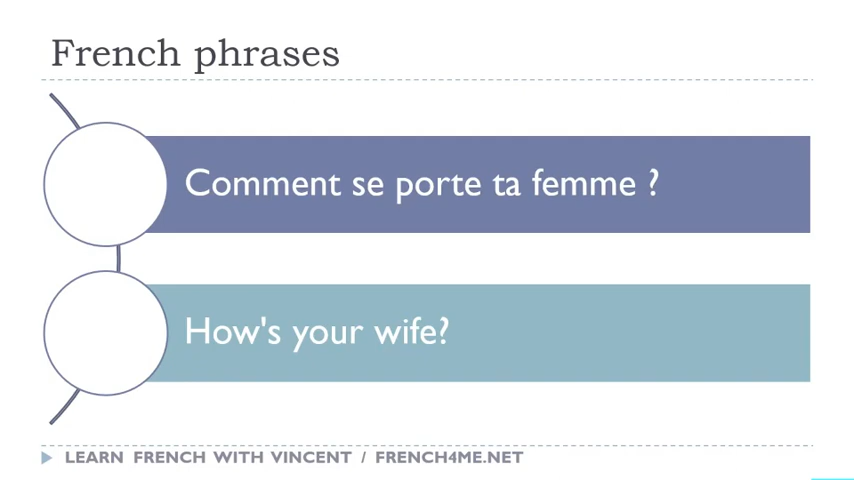 French phrases
Comment se porte ta femme ?
How's your wife?
LEARN FRENCH WITH VINCENT / FRENCH4ME.NET